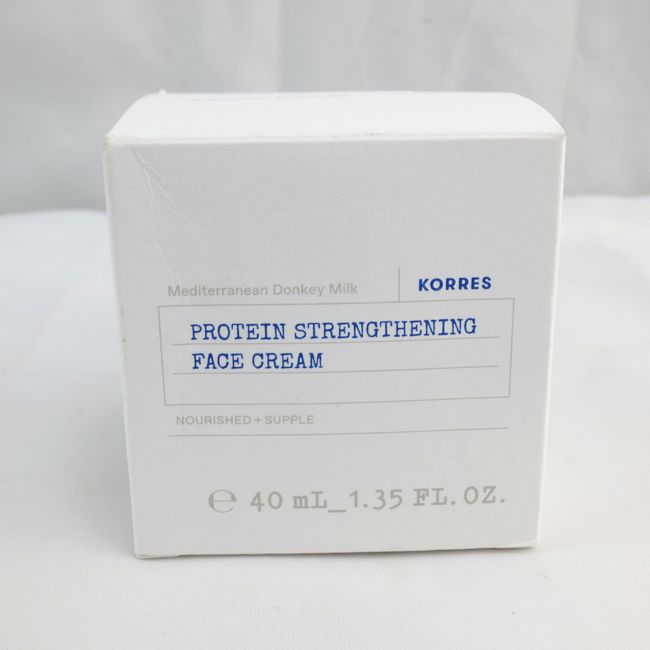 Mediterranean Donkey Milk
KORRES
PROTEIN STRENGTHENING
FACE CREAM
NOURISHED + SUPPLE
℮ 40 mL_1.35 FL.OZ.